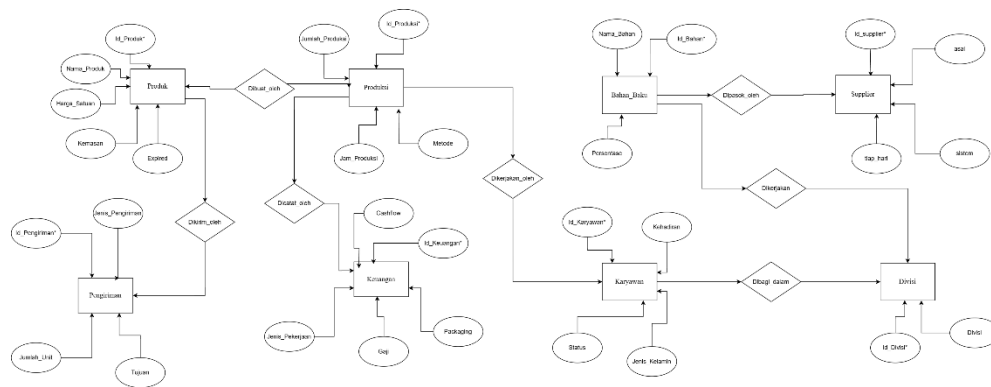 Id_Produk*
Nama_Produk
Produk
Harga_Satuan
Kemasan
Expired
Dibuat_oleh
Jumlah_Produksi
Id_Produksi*
Produksi
Jam_Produksi
Metode
Nama_Bahan
Id_Bahan*
Bahan_Baku
Persentase
Dipasok_oleh
Id_supplier*
asal
Supplier
tiap_hari
sistem
Dikirim_oleh
Dicatat_oleh
Dikerjakan_oleh
Dikerjakan
Id_Pengiriman*
Jenis_Pengiriman
Pengiriman
Jumlah_Unit
Tujuan
Cashflow
Id_Keuangan*
Keuangan
Jenis_Pekerjaan
Gaji
Packaging
Id_Karyawan*
Kehadiran
Karyawan
Status
Jenis_Kelamin
Dibagi_dalam
Divisi
Id_Divisi*
Divisi